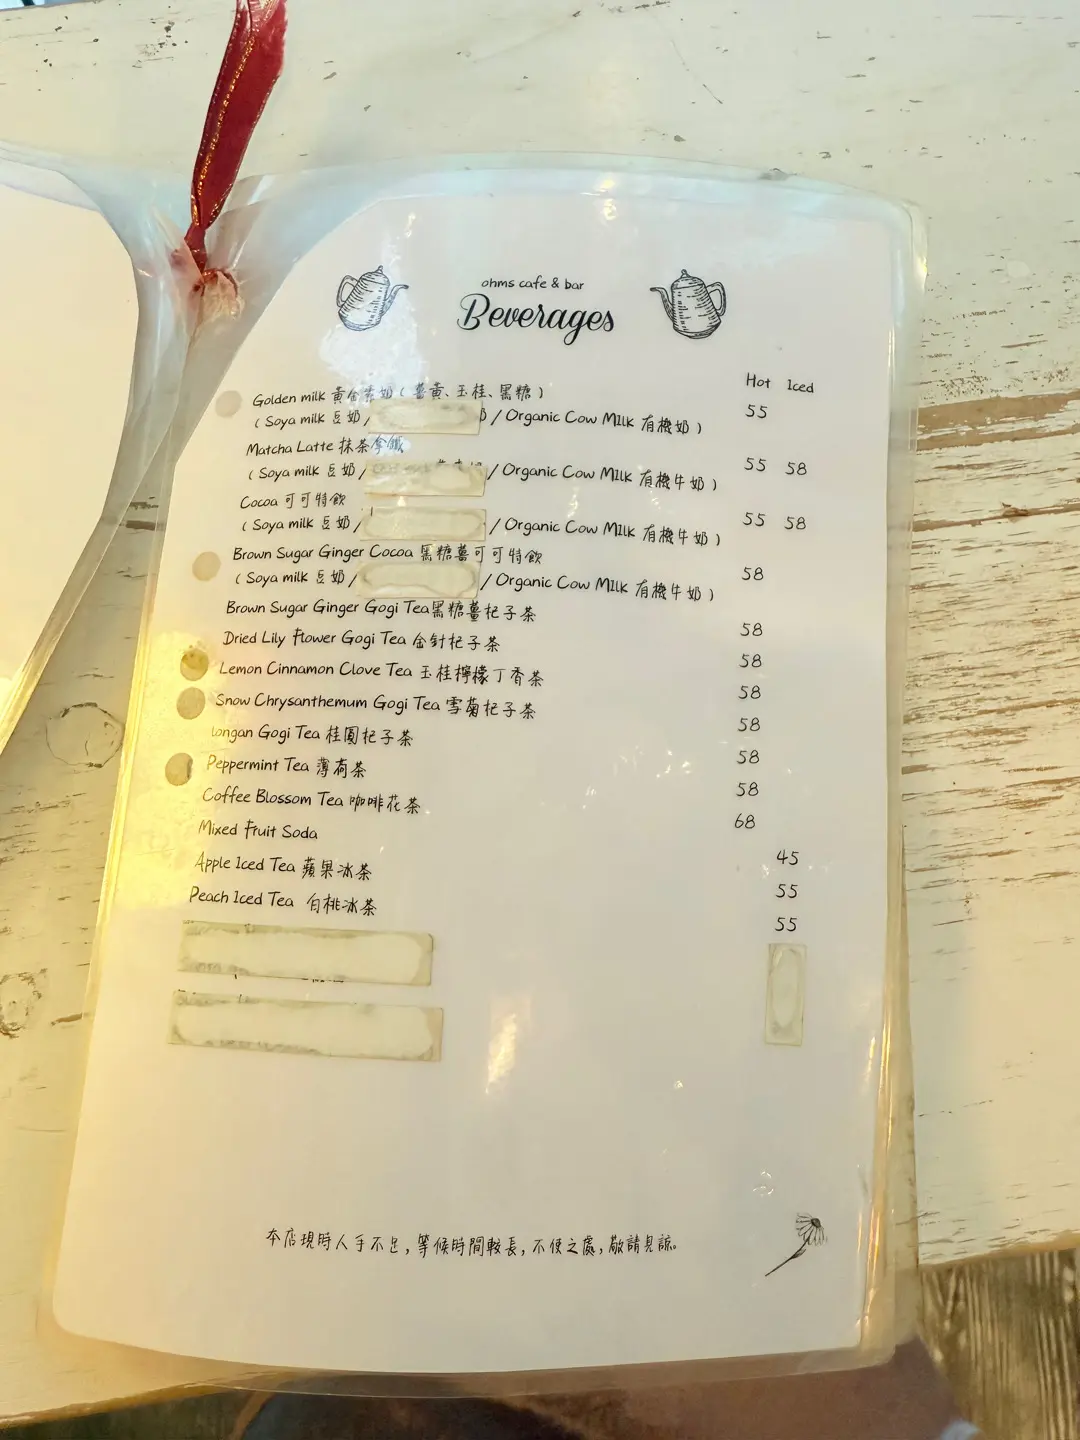 ohms cafe & bar
Beverages
Hot Iced
Golden milk 黃金素奶 ( 薑黃、玉桂、黑糖 )
( Soya milk 豆奶 / / Organic Cow Milk 有機奶 ) 55
Matcha Latte 抹茶拿鐵
( Soya milk 豆奶 / / Organic Cow Milk 有機牛奶 ) 55 58
Cocoa 可可特飲
( Soya milk 豆奶 / / Organic Cow Milk 有機牛奶 ) 55 58
Brown Sugar Ginger Cocoa 黑糖薑可可特飲
( Soya milk 豆奶 / / Organic Cow Milk 有機牛奶 ) 58
Brown Sugar Ginger Gogi Tea黑糖薑杞子茶 58
Dried Lily Flower Gogi Tea 金針杞子茶 58
Lemon Cinnamon Clove Tea 玉桂檸檬丁香茶 58
Snow Chrysanthemum Gogi Tea 雪菊杞子茶 58
Longan Gogi Tea 桂圓杞子茶 58
Peppermint Tea 薄荷茶 58
Coffee Blossom Tea 咖啡花茶 68
Mixed Fruit Soda 45
Apple Iced Tea 蘋果冰茶 55
Peach Iced Tea 白桃冰茶 55
本店現時人手不足, 等候時間較長, 不便之處, 敬請見諒。